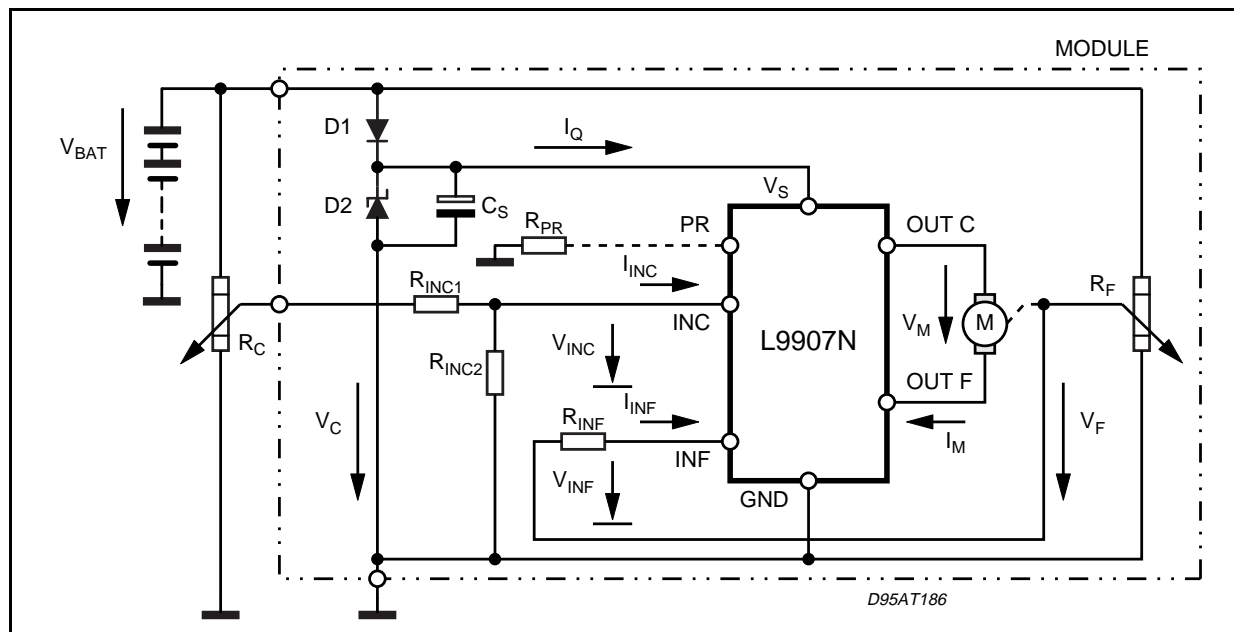 MODULE
D1
I_Q
V_BAT
V_S
D2
C_S
PR
OUT C
R_PR
I_INC
R_INC1
R_F
INC
V_M
M
L9907N
R_C
V_INC
R_INC2
OUT F
I_INF
V_C
R_INF
V_F
I_M
INF
V_INF
GND
D95AT186